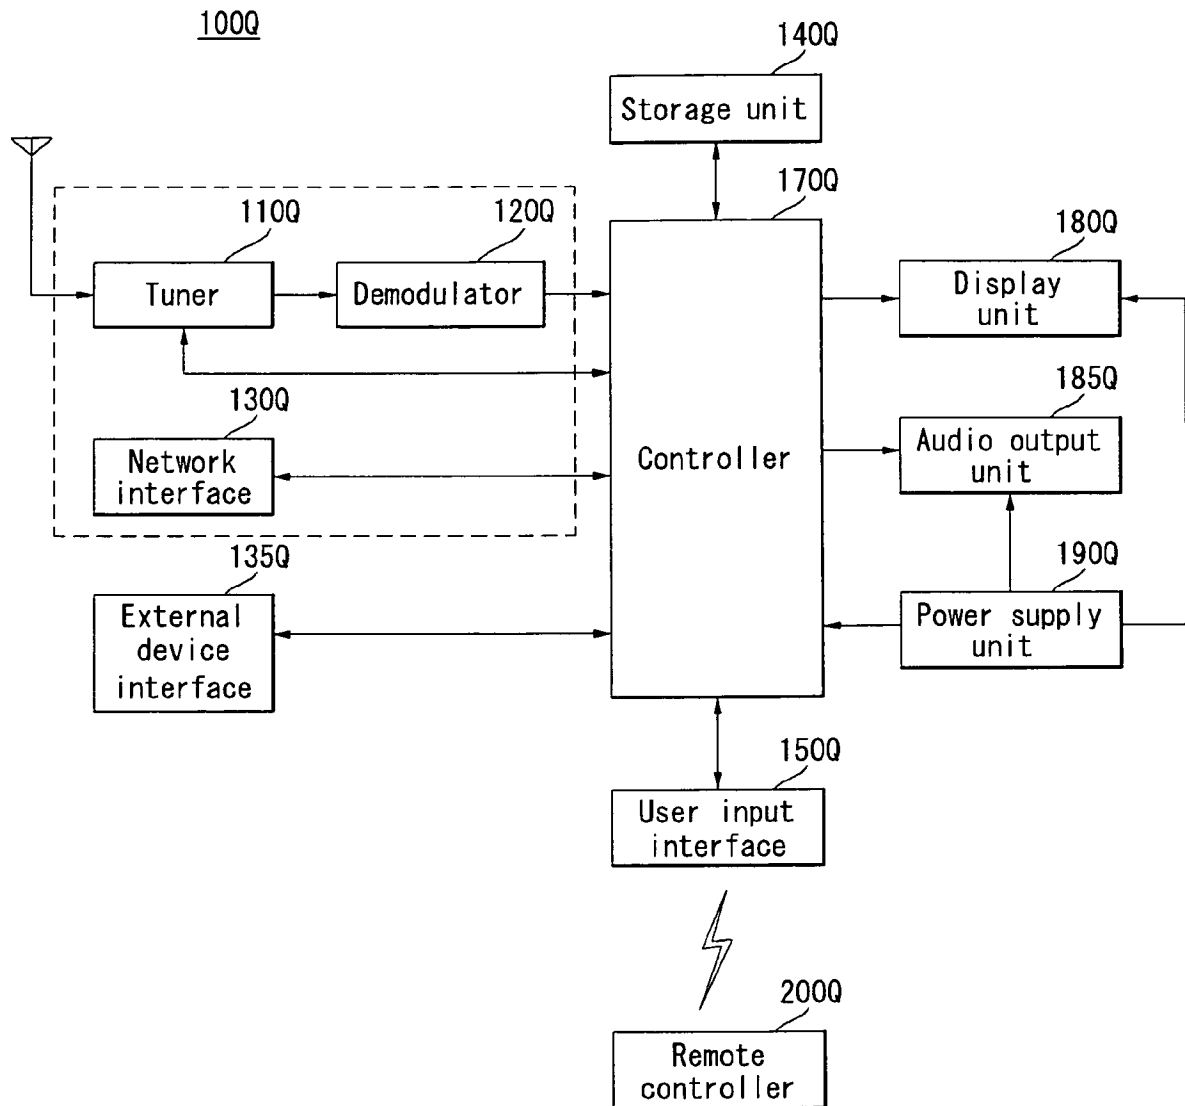 100Q
140Q
Storage unit
170Q
110Q
120Q
180Q
Tuner
Demodulator
Display
unit
130Q
185Q
Network
interface
Controller
Audio output
unit
135Q
190Q
External
device
interface
Power supply
unit
150Q
User input
interface
200Q
Remote
controller